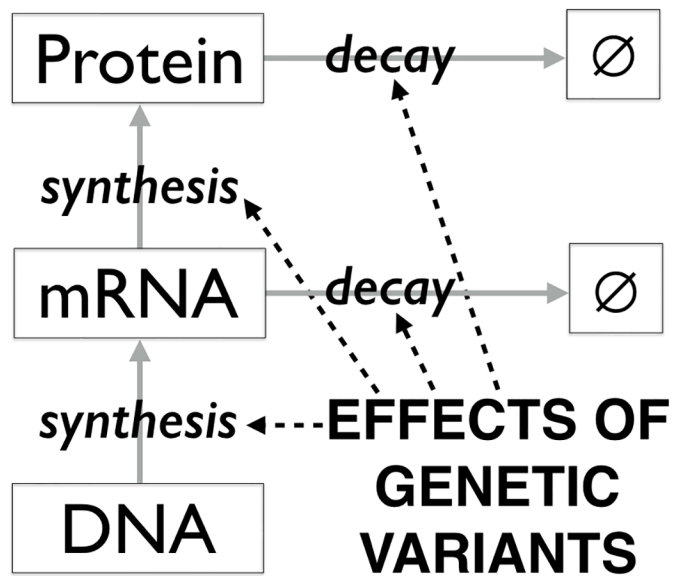 Protein
decay
∅
synthesis
mRNA
decay
∅
synthesis
EFFECTS OF
GENETIC
VARIANTS
DNA